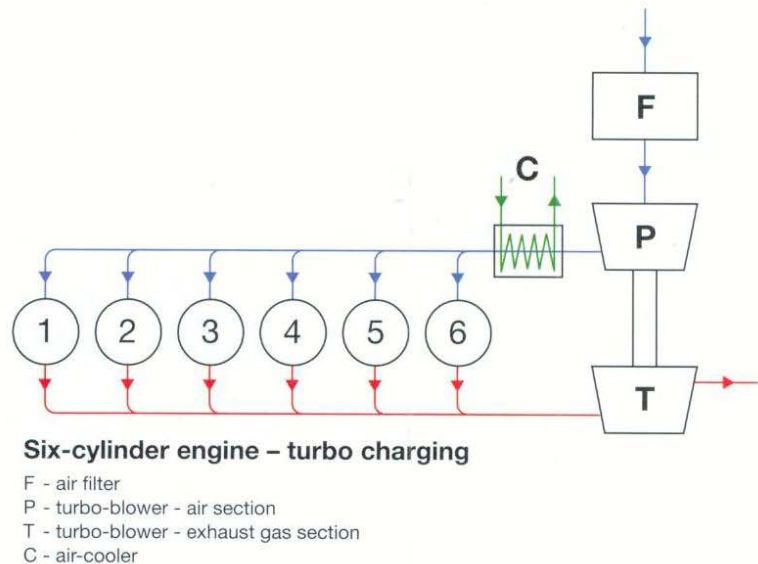 F
C
P
1 2 3 4 5 6
T
Six-cylinder engine – turbo charging
F - air filter
P - turbo-blower - air section
T - turbo-blower - exhaust gas section
C - air-cooler